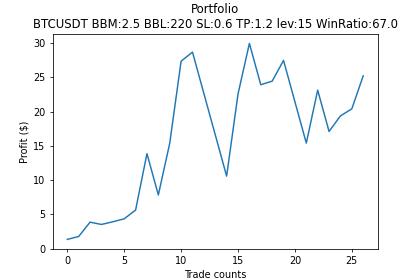 Portfolio
BTCUSDT BBM:2.5 BBL:220 SL:0.6 TP:1.2 lev:15 WinRatio:67.0
30
25
20
15
10
5
0
Profit ($)
0 5 10 15 20 25
Trade counts